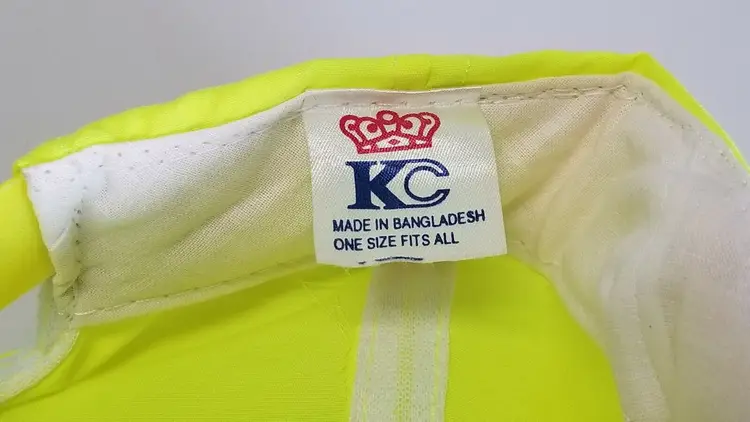 KC
MADE IN BANGLADESH
ONE SIZE FITS ALL